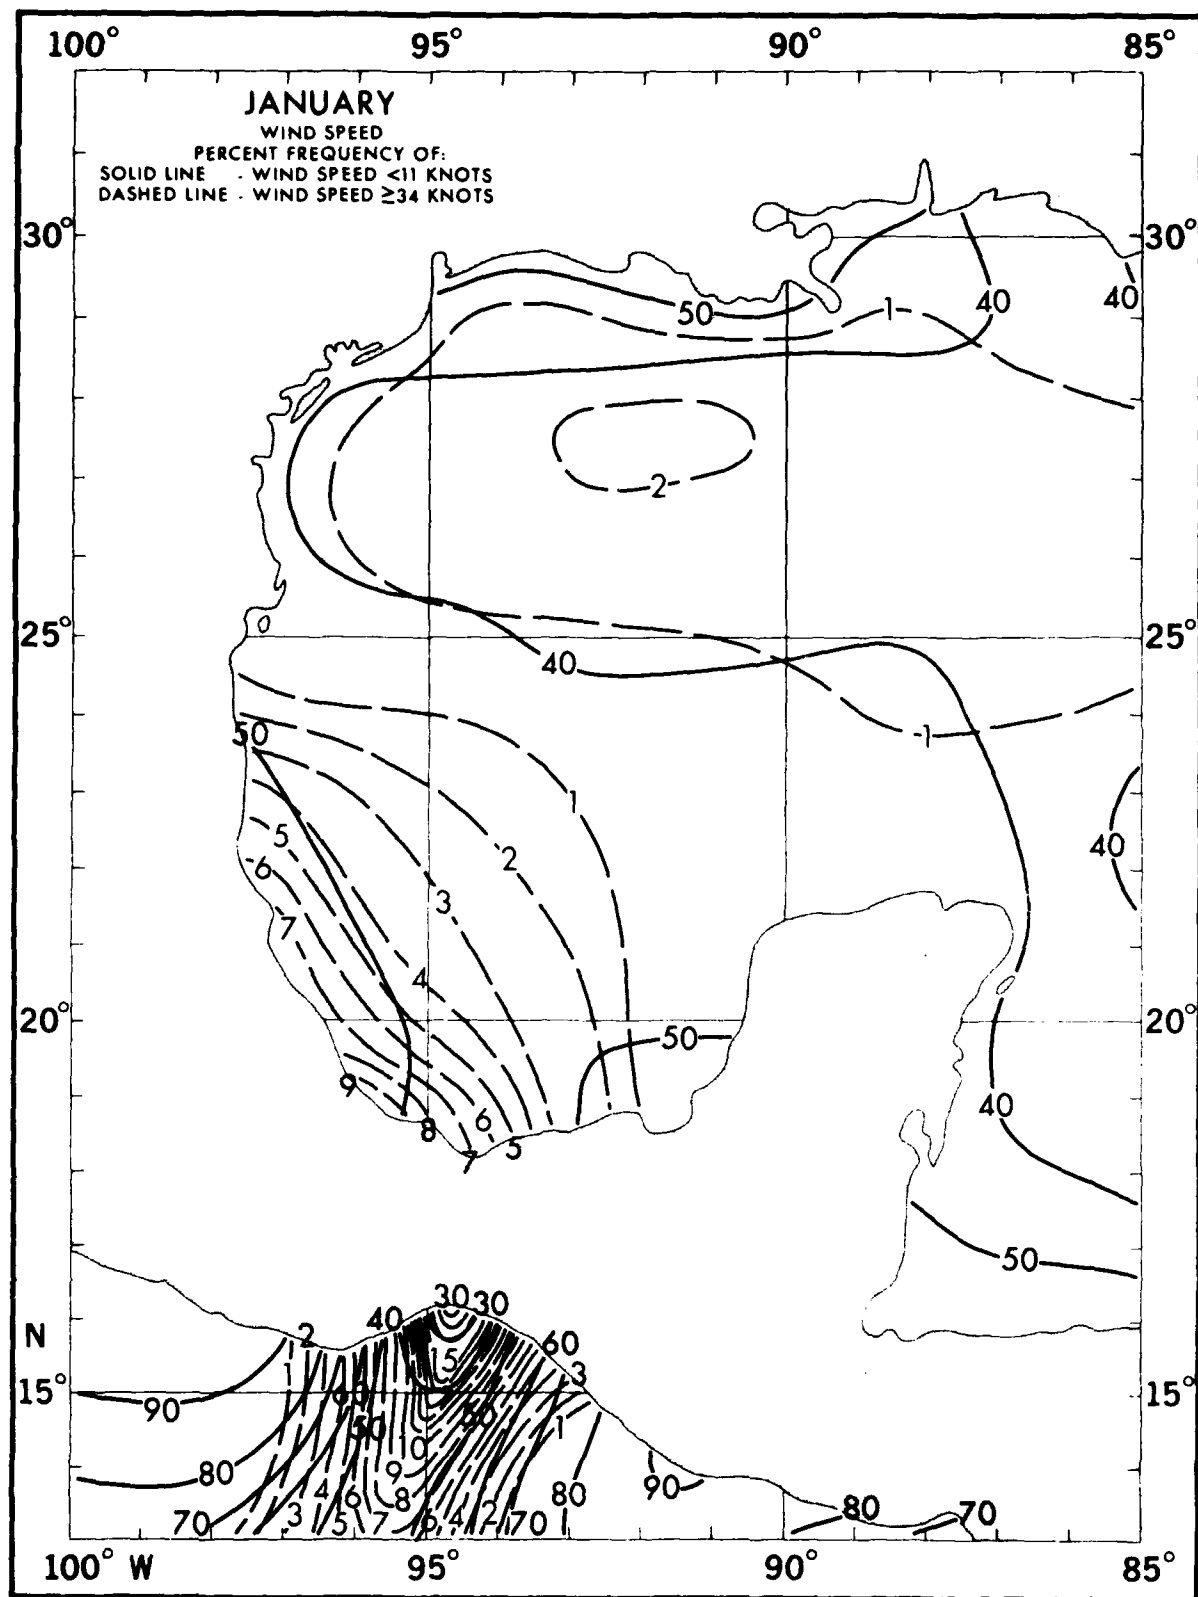 100° 95° 90° 85°
JANUARY
WIND SPEED
PERCENT FREQUENCY OF:
SOLID LINE - WIND SPEED <11 KNOTS
DASHED LINE - WIND SPEED ≥34 KNOTS
30° 30°
50 1 40 40
2
25° 25°
40
50 1
1
5 2 40
6 3
7
4
20° 50 20°
9 40
8 6 5
7
50
30 30
N 40 60
2
1 5 3
15° 60 15°
90 50 50 1
10
80 9 90
4 6 8 80 80
70 3 5 7 6 4 2 70 70
100° W 95° 90° 85°